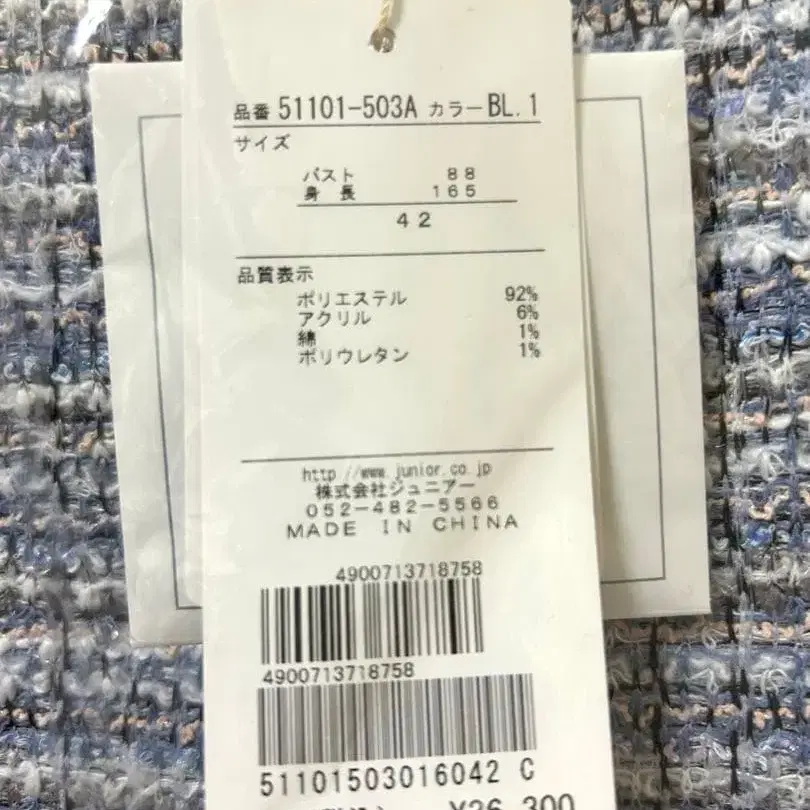 品番 51101-503A カラー BL.1
サイズ
バスト 88
身 長 165
42
品質表示
ポリエステル 92%
アクリル 6%
綿 1%
ポリウレタン 1%
http //www.junior.co.jp
株式会社ジュニアー
052-482-5566
MADE IN CHINA
4900713718758
4900713718758
51101503016042 C
¥36,300